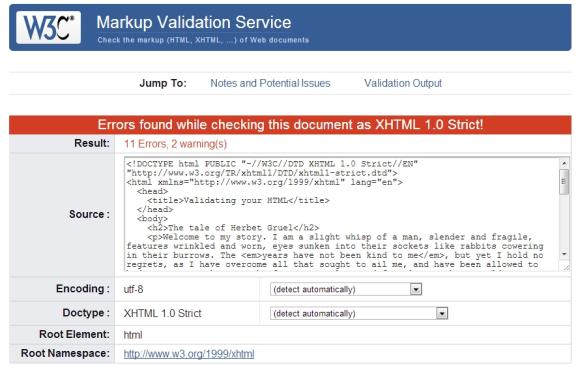 W3C® Markup Validation Service
Check the markup (HTML, XHTML, ...) of Web documents
Jump To: Notes and Potential Issues Validation Output
Errors found while checking this document as XHTML 1.0 Strict!
Result: 11 Errors, 2 warning(s)
Source :
<!DOCTYPE html PUBLIC "-//W3C//DTD XHTML 1.0 Strict//EN"
"http://www.w3.org/TR/xhtml1/DTD/xhtml1-strict.dtd">
<html xmlns="http://www.w3.org/1999/xhtml" lang="en">
<head>
<title>Validating your HTML</title>
</head>
<body>
<h2>The tale of Herbet Gruel</h2>
<p>Welcome to my story. I am a slight whisp of a man, slender and fragile,
features wrinkled and worn, eyes sunken into their sockets like rabbits cowering
in their burrows. The <em>years have not been kind to me</em>, but yet I hold no
regrets, as I have overcome all that sought to ail me, and have been allowed to
Encoding : utf-8 (detect automatically)
Doctype : XHTML 1.0 Strict (detect automatically)
Root Element: html
Root Namespace: http://www.w3.org/1999/xhtml